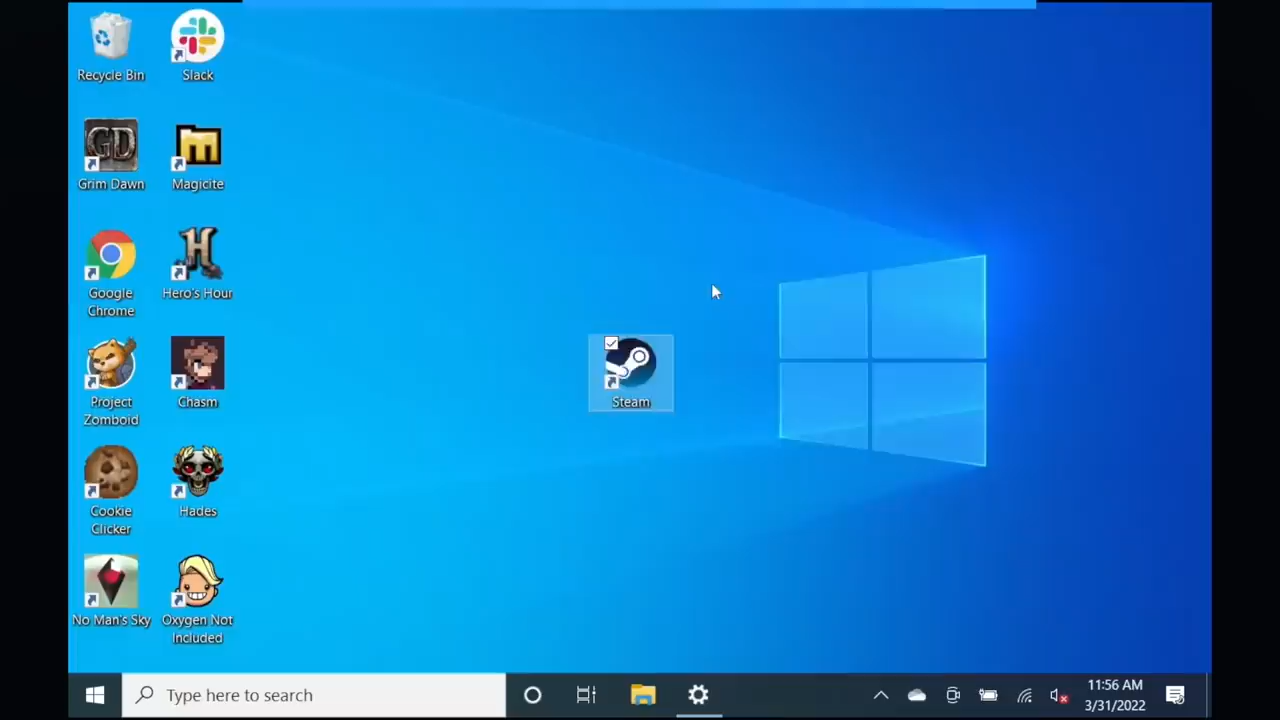 Recycle Bin
Slack
GD
Grim Dawn
m
Magicite
Google
Chrome
H
Hero's Hour
Project
Zomboid
Chasm
Steam
Cookie
Clicker
Hades
No Man's Sky
Oxygen Not
Included
Type here to search
11:56 AM
3/31/2022